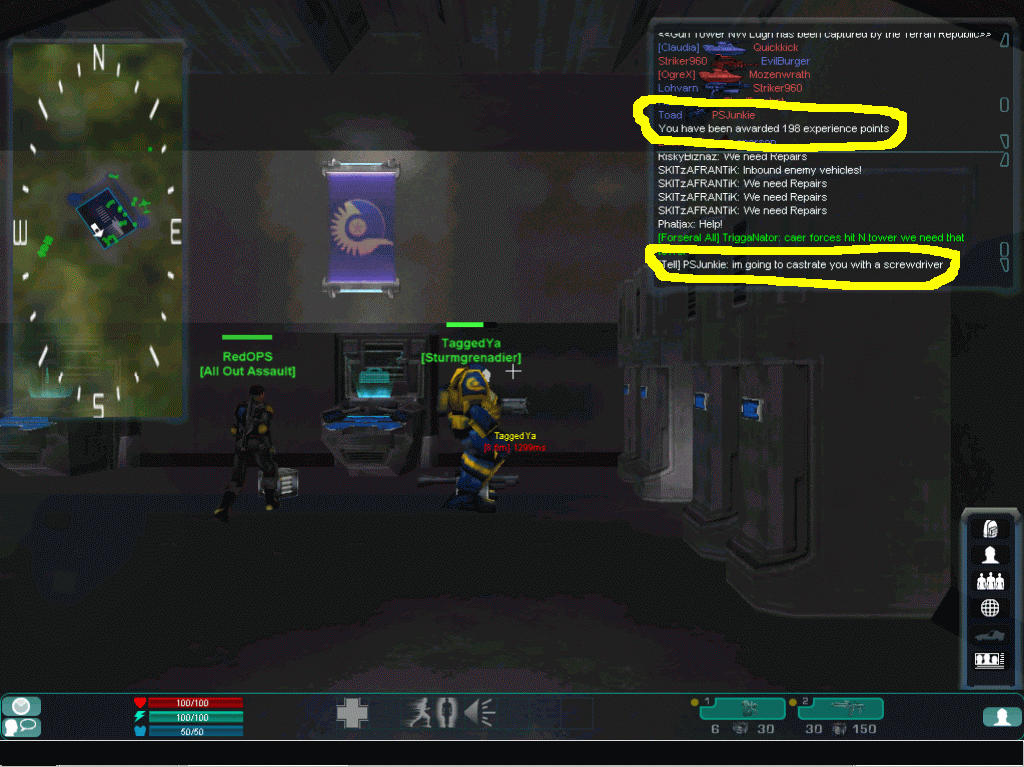 <<Gun Tower NW Lugh has been captured by the Terran Republic>>
[Claudia] Quickkick
Striker960 EvilBurger
[OgreX] Mozenwrath
Lohvarn Striker960
Toad PSJunkie
You have been awarded 198 experience points
RiskyBiznaz: We need Repairs
SKITzAFRANTiK: Inbound enemy vehicles!
SKITzAFRANTiK: We need Repairs
SKITzAFRANTiK: We need Repairs
SKITzAFRANTiK: We need Repairs
Phatjax: Help!
[Forseral All] TriggaNator: caer forces hit N tower we need that
[Tell] PSJunkie: im going to castrate you with a screwdriver
N
W
E
S
RedOPS
[All Out Assault]
TaggedYa
[Sturmgrenadier]
TaggedYa
1299ms
100/100
100/100
50/50
1
2
6 30
30 150